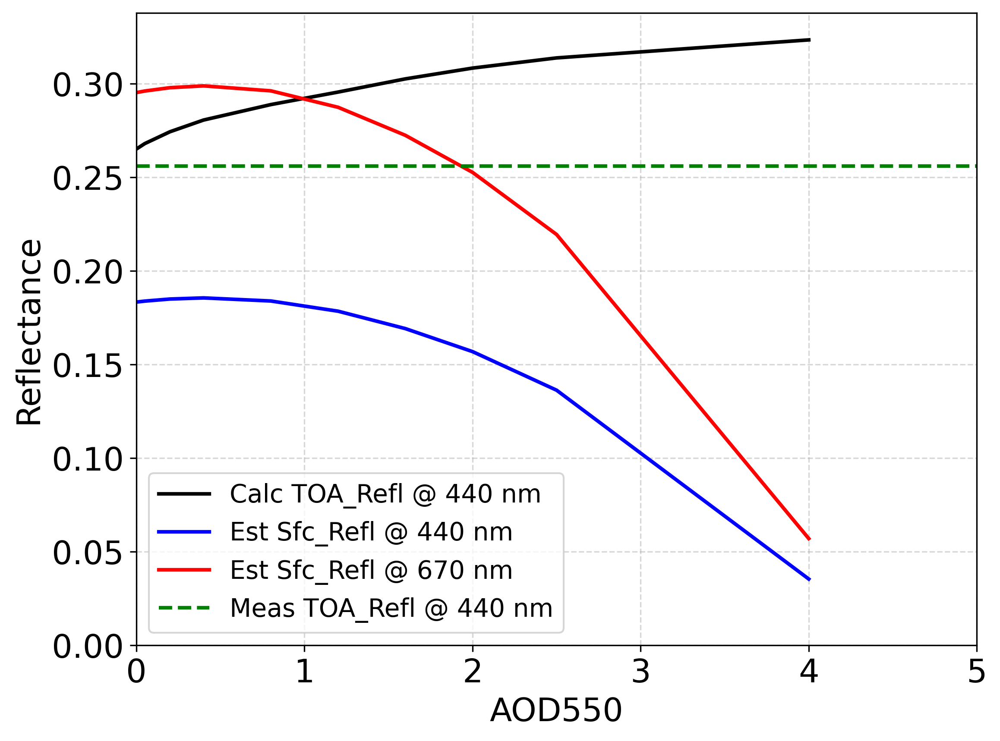 0.30
0.25
0.20
0.15
0.10
0.05
0.00
Reflectance
Calc TOA_Refl @ 440 nm
Est Sfc_Refl @ 440 nm
Est Sfc_Refl @ 670 nm
Meas TOA_Refl @ 440 nm
0 1 2 3 4 5
AOD550